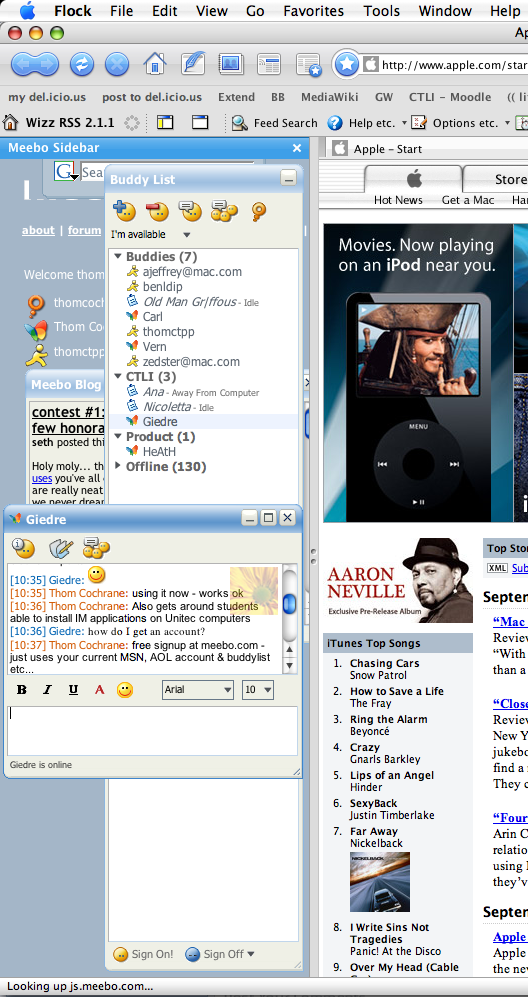 Flock File Edit View Go Favorites Tools Window Help
http://www.apple.com/star
my del.icio.us post to del.icio.us Extend BB MediaWiki GW CTLI – Moodle (( liti
Wizz RSS 2.1.1 Feed Search Help etc. Options etc.
Meebo Sidebar
Apple – Start
G Sea
Buddy List
Store
Hot News Get a Mac
I'm available
about | forum
Welcome thom
thomcoch
Thom Co
thomctpp
Buddies (7)
ajeffrey@mac.com
benldip
Old Man Gr/ffous - Idle
Carl
thomctpp
Vern
zedster@mac.com
CTLI (3)
Ana - Away From Computer
Nicoletta - Idle
Giedre
Product (1)
HeAtH
Offline (130)
Meebo Blog
contest #1:
few honora
seth posted thi
Holy moly... th
uses you've all
are really neat
we never drea
Movies. Now playing
on an iPod near you.
MENU
Giedre
[10:35] Giedre:
[10:35] Thom Cochrane: using it now - works ok
[10:36] Thom Cochrane: Also gets around students
able to install IM applications on Unitec computers
[10:36] Giedre: how do I get an account?
[10:37] Thom Cochrane: free signup at meebo.com -
just uses your current MSN, AOL account & buddylist
etc...
B I U A Arial 10
Giedre is online
Sign On! Sign Off
Looking up js.meebo.com...
AARON
NEVILLE
Exclusive Pre-Release Album
iTunes Top Songs
1. Chasing Cars
Snow Patrol
2. How to Save a Life
The Fray
3. Ring the Alarm
Beyoncé
4. Crazy
Gnarls Barkley
5. Lips of an Angel
Hinder
6. SexyBack
Justin Timberlake
7. Far Away
Nickelback
NICKELBACK
8. I Write Sins Not
Tragedies
Panic! At the Disco
9. Over My Head (Cable
Top Stor
XML Sub
Septem
“Mac
Review
“With
than a
“Close
Review
New Y
jukebo
find a
They c
“Four
Arin C
relatio
using
they’v
Septem
Apple
Apple
the nev